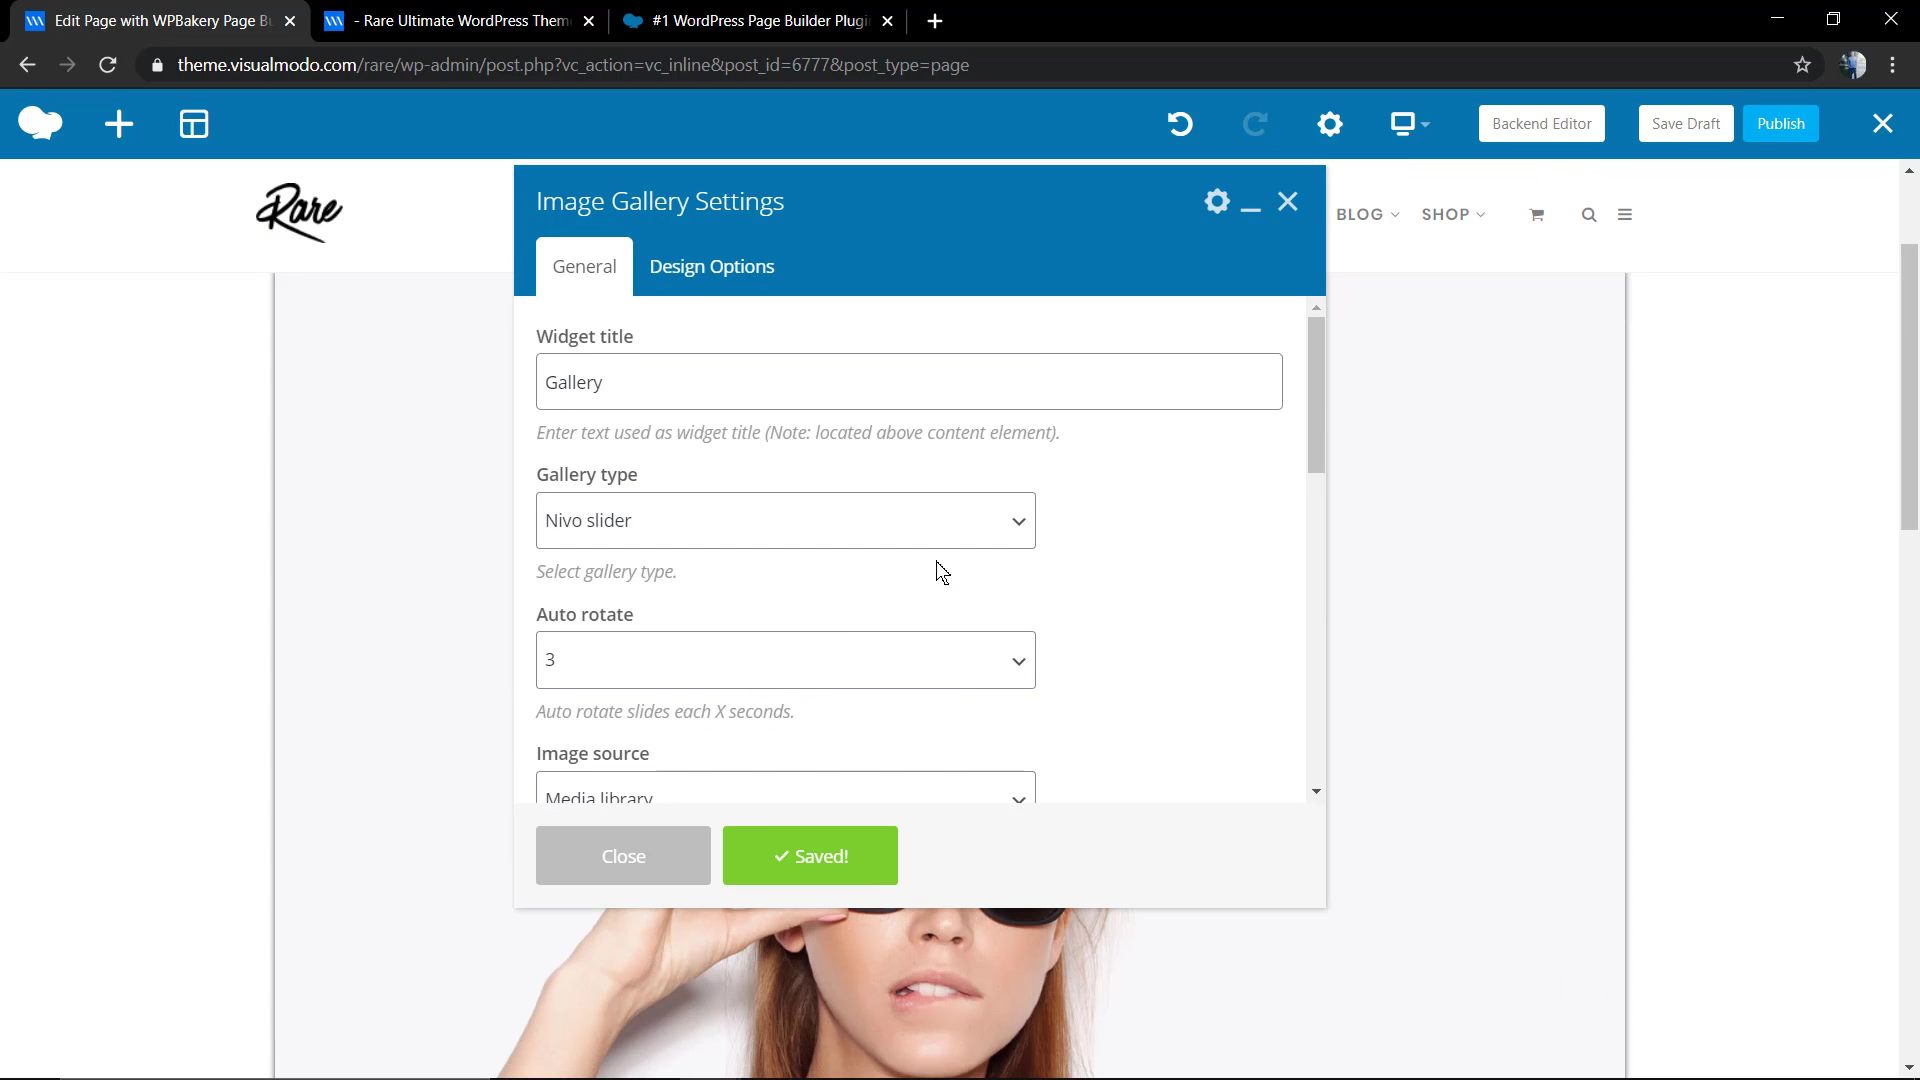 Edit Page with WPBakery Page Bu
- Rare Ultimate WordPress Them
#1 WordPress Page Builder Plugi
theme.visualmodo.com/rare/wp-admin/post.php?vc_action=vc_inline&post_id=6777&post_type=page
Backend Editor
Save Draft
Publish
Rare
Image Gallery Settings
BLOG
SHOP
General
Design Options
Widget title
Gallery
Enter text used as widget title (Note: located above content element).
Gallery type
Nivo slider
Select gallery type.
Auto rotate
3
Auto rotate slides each X seconds.
Image source
Media library
Close
Saved!